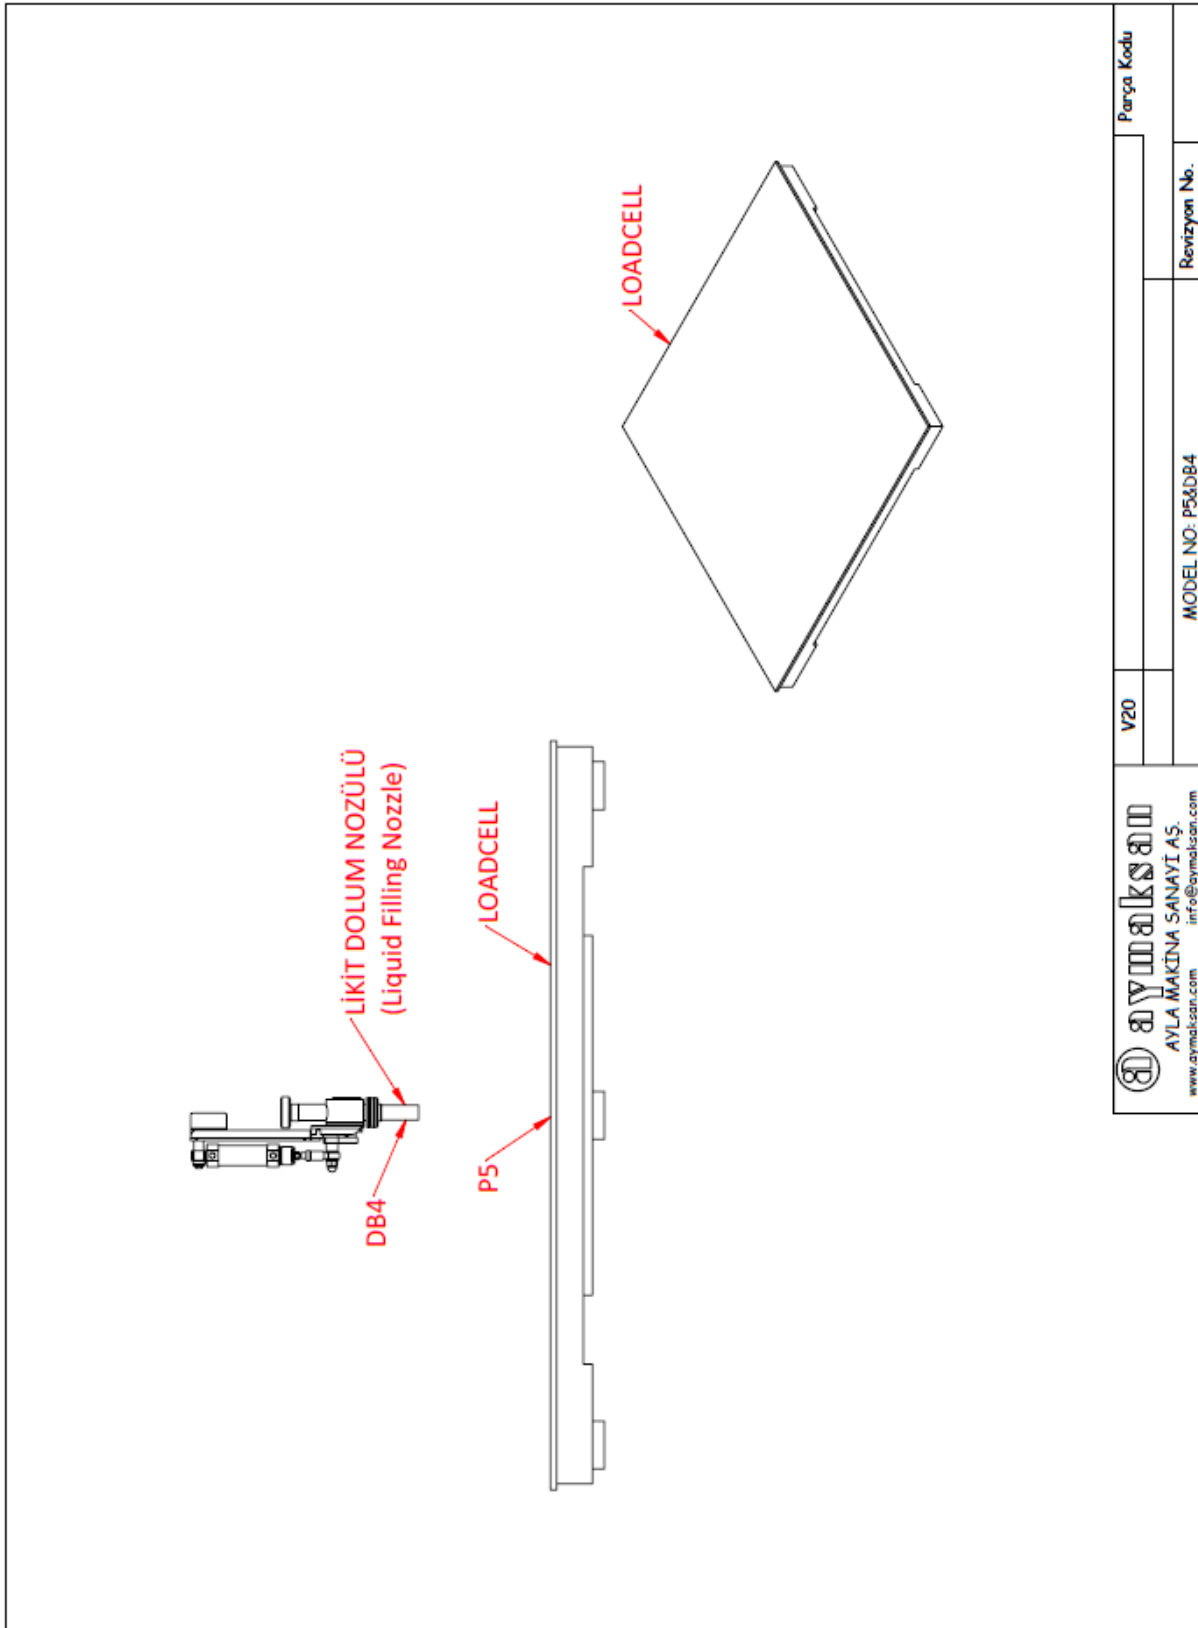 DB4
LİKİT DOLUM NOZÜLÜ
(Liquid Filling Nozzle)
P5
LOADCELL
LOADCELL
aymaksan
AYLA MAKİNA SANAYİ AŞ.
www.aymaksan.com info@aymaksan.com
V20
MODEL NO: P5&DB4
Parça Kodu
Revizyon No.